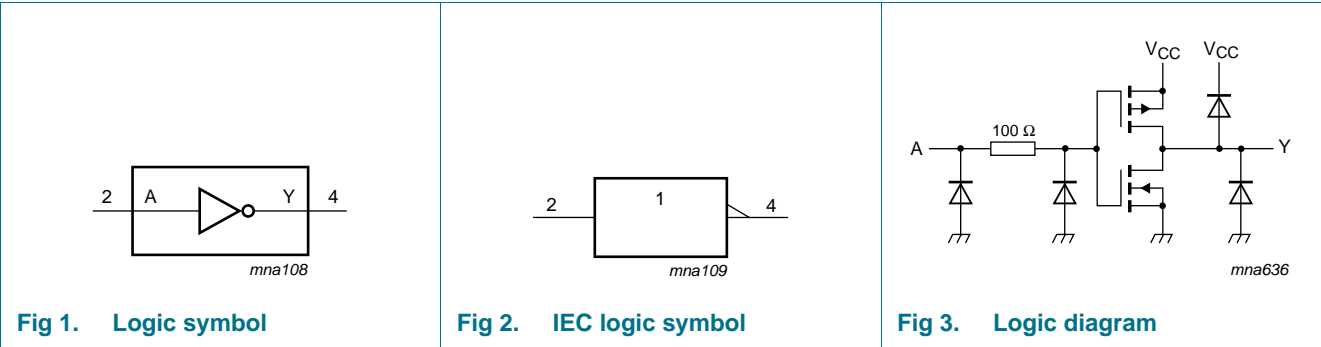 2 A Y 4
mna108
Fig 1. Logic symbol
2 1 4
mna109
Fig 2. IEC logic symbol
VCC VCC
100 Ω
A Y
mna636
Fig 3. Logic diagram